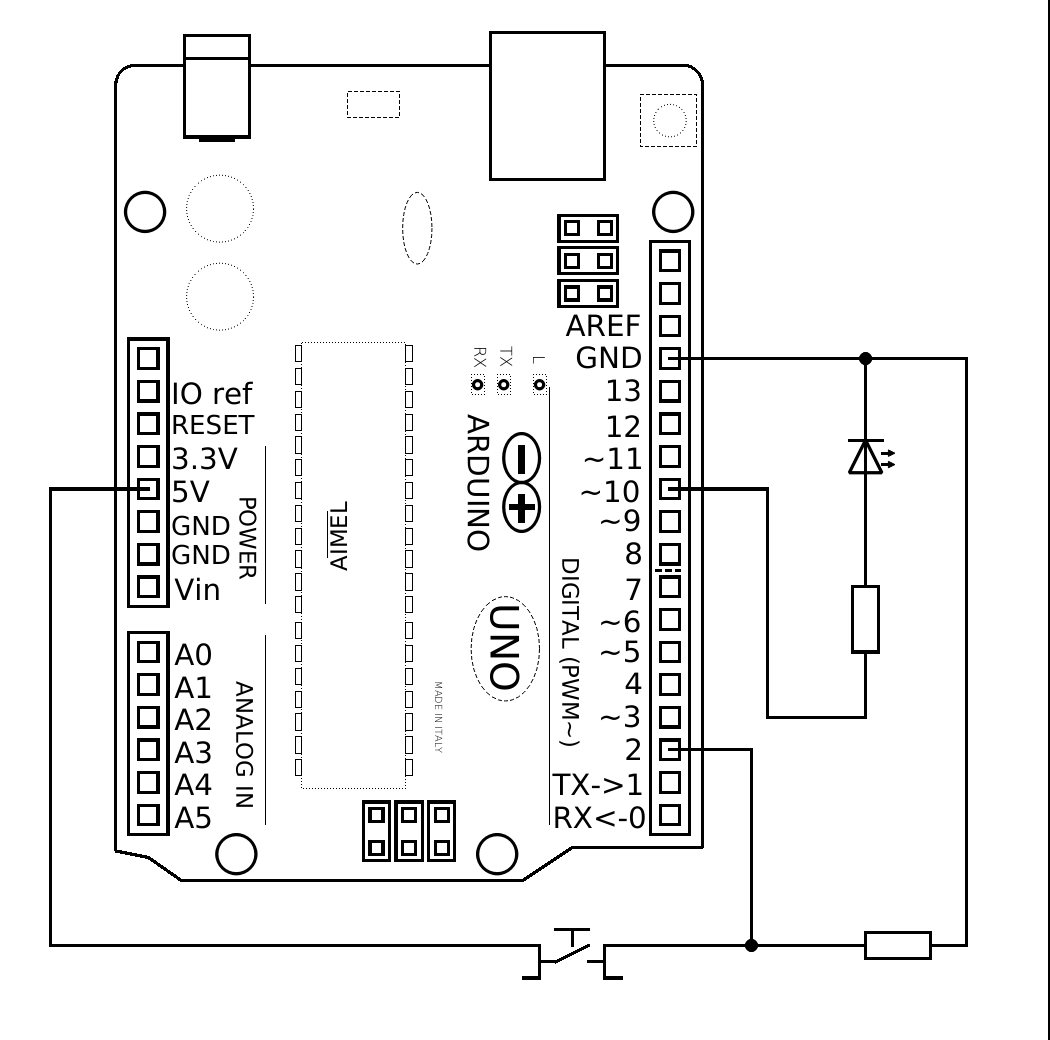 AREF
GND
13
12
~11
~10
~9
8
7
~6
~5
4
~3
2
TX->1
RX<-0
DIGITAL (PWM~)
IO ref
RESET
3.3V
5V
GND
GND
Vin
POWER
A0
A1
A2
A3
A4
A5
ANALOG IN
RX
TX
L
ARDUINO
UNO
AIMEL
MADE IN ITALY